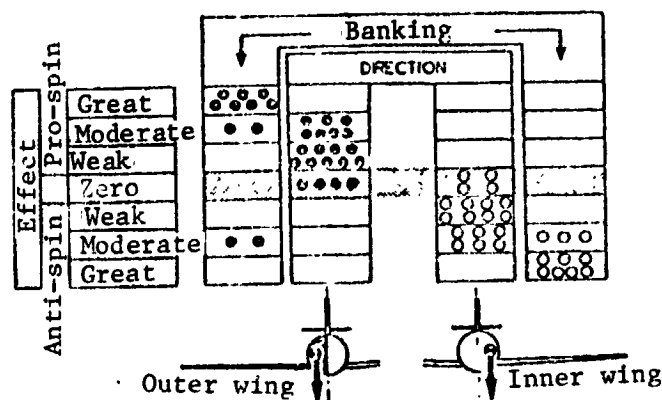 Banking
DIRECTION
Effect
Pro-spin
Anti-spin
Great
Moderate
Weak
Zero
Weak
Moderate
Great
Outer wing
Inner wing